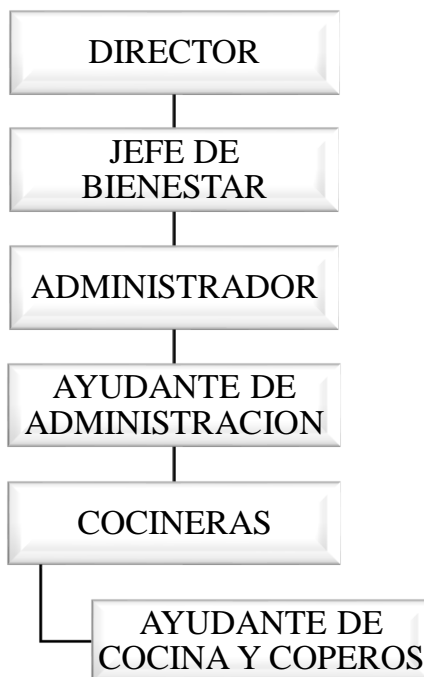 DIRECTOR
JEFE DE
BIENESTAR
ADMINISTRADOR
AYUDANTE DE
ADMINISTRACION
COCINERAS
AYUDANTE DE
COCINA Y COPEROS